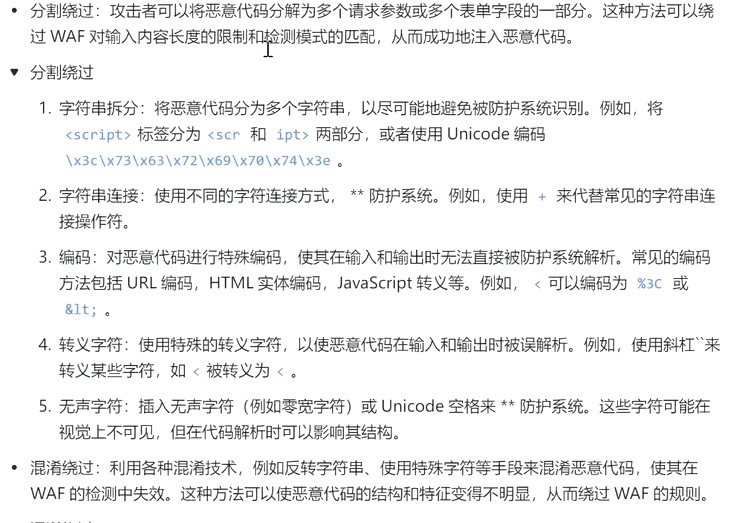 分割绕过：攻击者可以将恶意代码分解为多个请求参数或多个表单字段的一部分。这种方法可以绕
过 WAF 对输入内容长度的限制和检测模式的匹配，从而成功地注入恶意代码。
分割绕过
1. 字符串拆分：将恶意代码分为多个字符串，以尽可能地避免被防护系统识别。例如，将
<script> 标签分为 <scr 和 ipt> 两部分，或者使用 Unicode 编码
\x3c\x73\x63\x72\x69\x70\x74\x3e 。
2. 字符串连接：使用不同的字符连接方式， ** 防护系统。例如，使用 + 来代替常见的字符串连
接操作符。
3. 编码：对恶意代码进行特殊编码，使其在输入和输出时无法直接被防护系统解析。常见的编码
方法包括 URL 编码，HTML 实体编码，JavaScript 转义等。例如， < 可以编码为 %3C 或
&lt; 。
4. 转义字符：使用特殊的转义字符，以使恶意代码在输入和输出时被误解析。例如，使用斜杠``来
转义某些字符，如 < 被转义为 < 。
5. 无声字符：插入无声字符（例如零宽字符）或 Unicode 空格来 ** 防护系统。这些字符可能在
视觉上不可见，但在代码解析时可以影响其结构。
混淆绕过：利用各种混淆技术，例如反转字符串、使用特殊字符等手段来混淆恶意代码，使其在
WAF 的检测中失效。这种方法可以使恶意代码的结构和特征变得不明显，从而绕过 WAF 的规则。